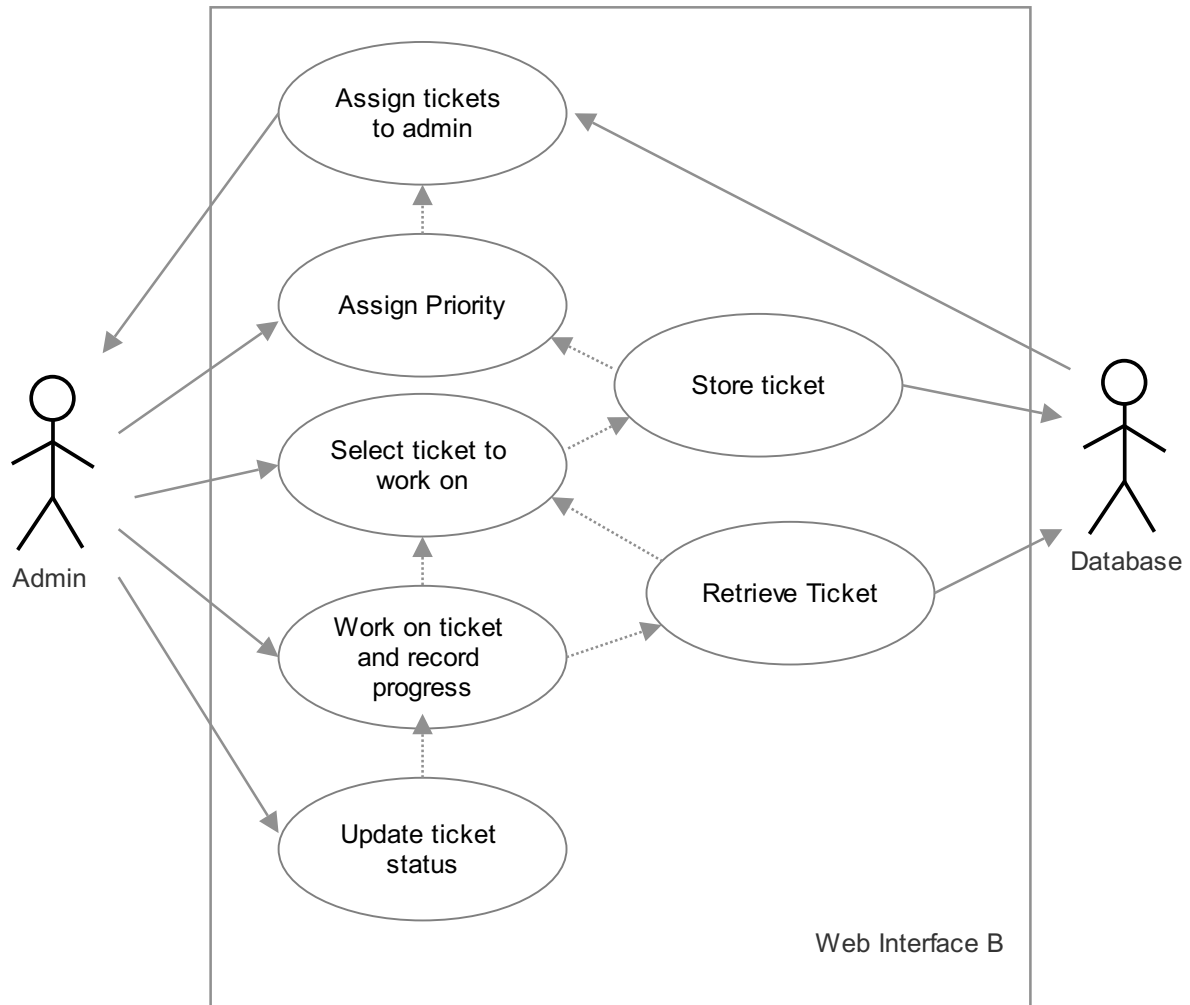 Assign tickets
to admin
Assign Priority
Store ticket
Select ticket to
work on
Admin
Database
Retrieve Ticket
Work on ticket
and record
progress
Update ticket
status
Web Interface B